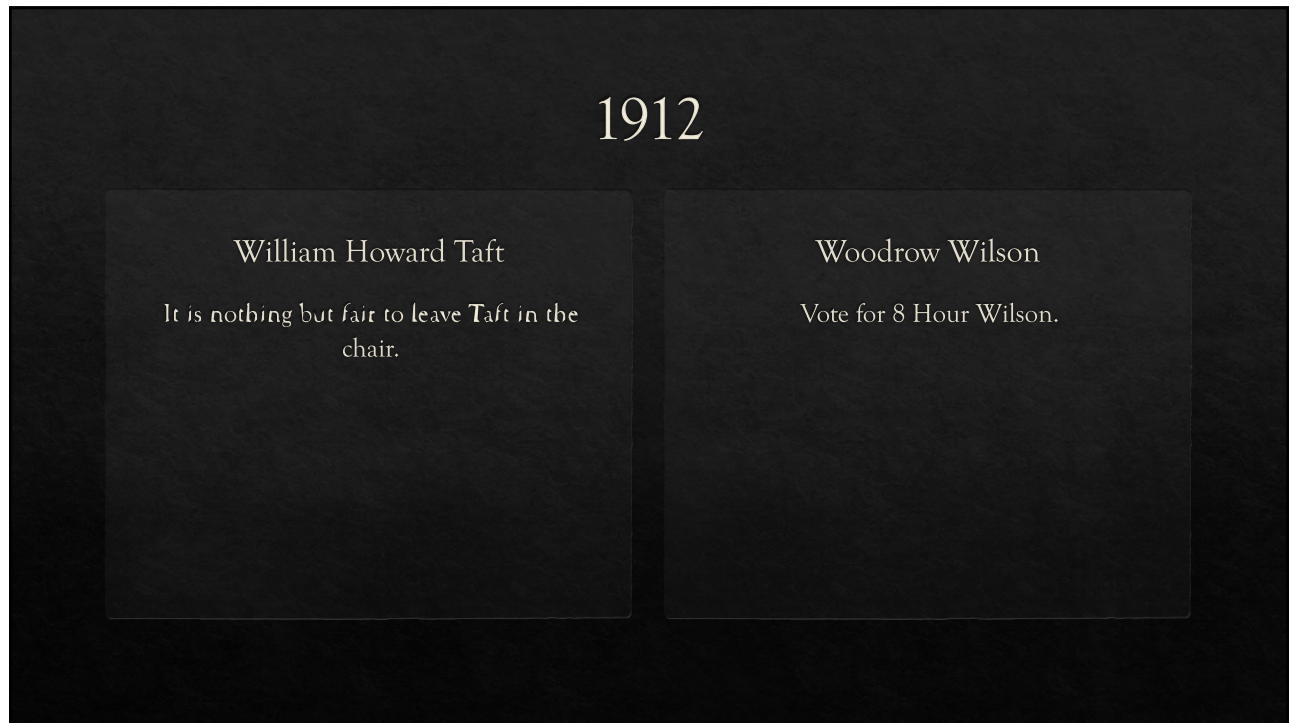 1912
William Howard Taft
It is nothing but fair to leave Taft in the
chair.
Woodrow Wilson
Vote for 8 Hour Wilson.